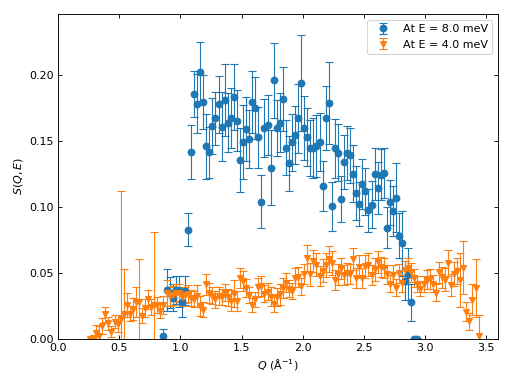 At E = 8.0 meV
At E = 4.0 meV
S(Q, E)
0.20
0.15
0.10
0.05
0.00
0.0 0.5 1.0 1.5 2.0 2.5 3.0 3.5
Q (Å⁻¹)